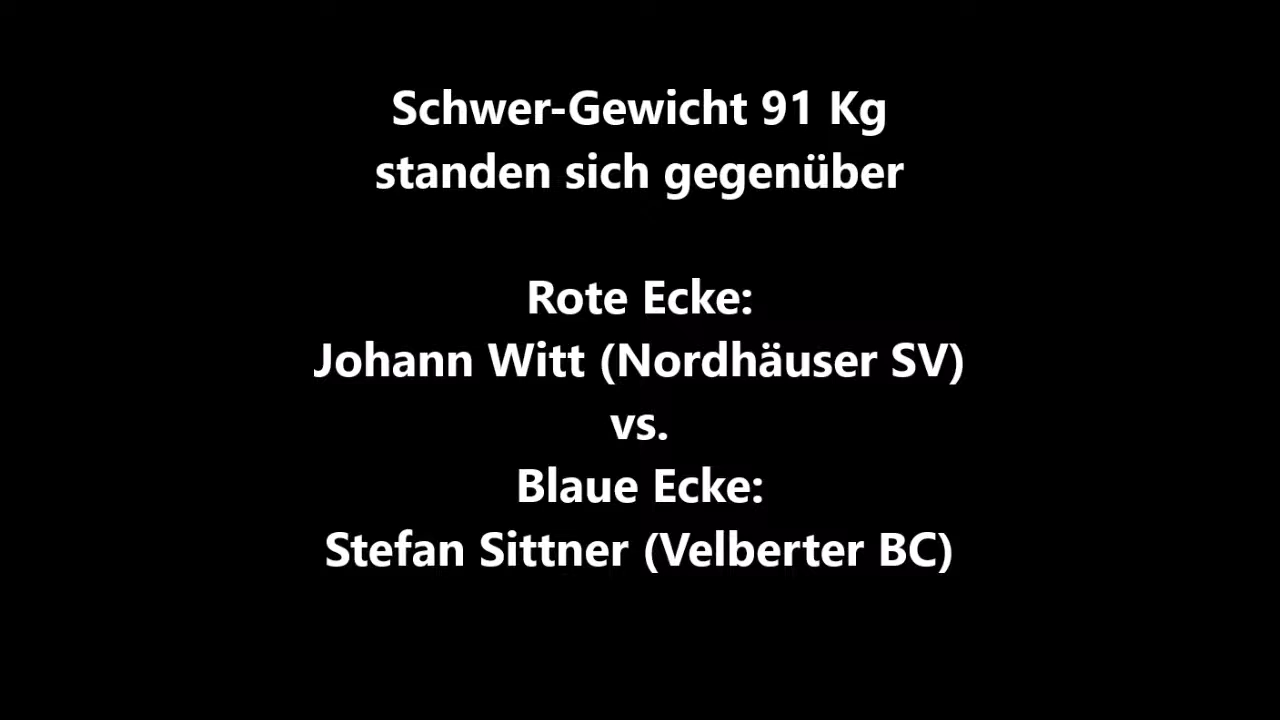 Schwer-Gewicht 91 Kg
standen sich gegenüber
Rote Ecke:
Johann Witt (Nordhäuser SV)
vs.
Blaue Ecke:
Stefan Sittner (Velberter BC)